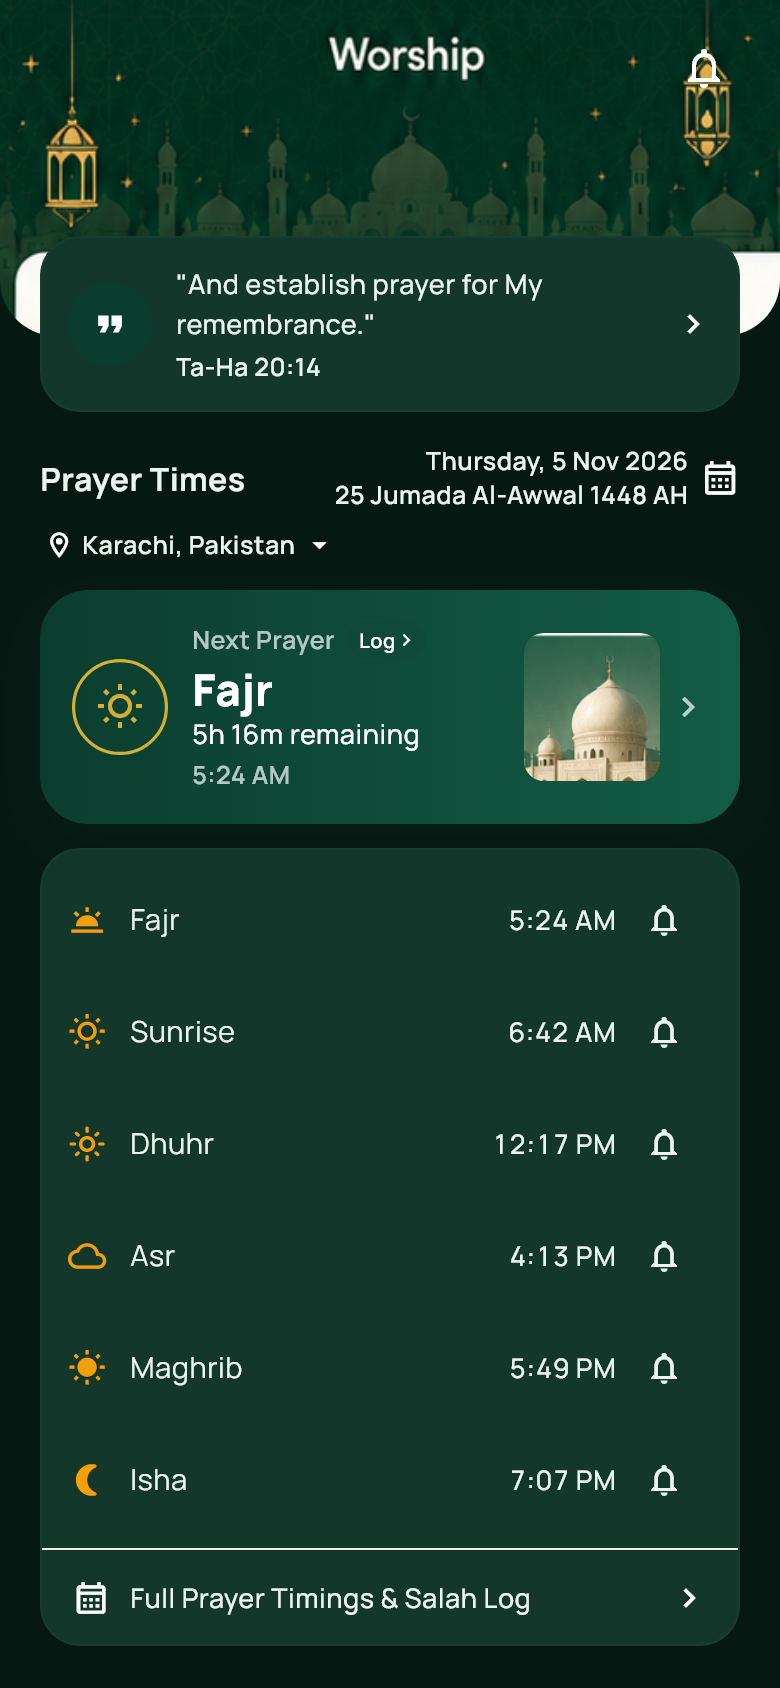 Worship
"And establish prayer for My
remembrance."
Ta-Ha 20:14
Prayer Times
Thursday, 5 Nov 2026
25 Jumada Al-Awwal 1448 AH
Karachi, Pakistan
Next Prayer Log
Fajr
5h 16m remaining
5:24 AM
Fajr 5:24 AM
Sunrise 6:42 AM
Dhuhr 12:17 PM
Asr 4:13 PM
Maghrib 5:49 PM
Isha 7:07 PM
Full Prayer Timings & Salah Log